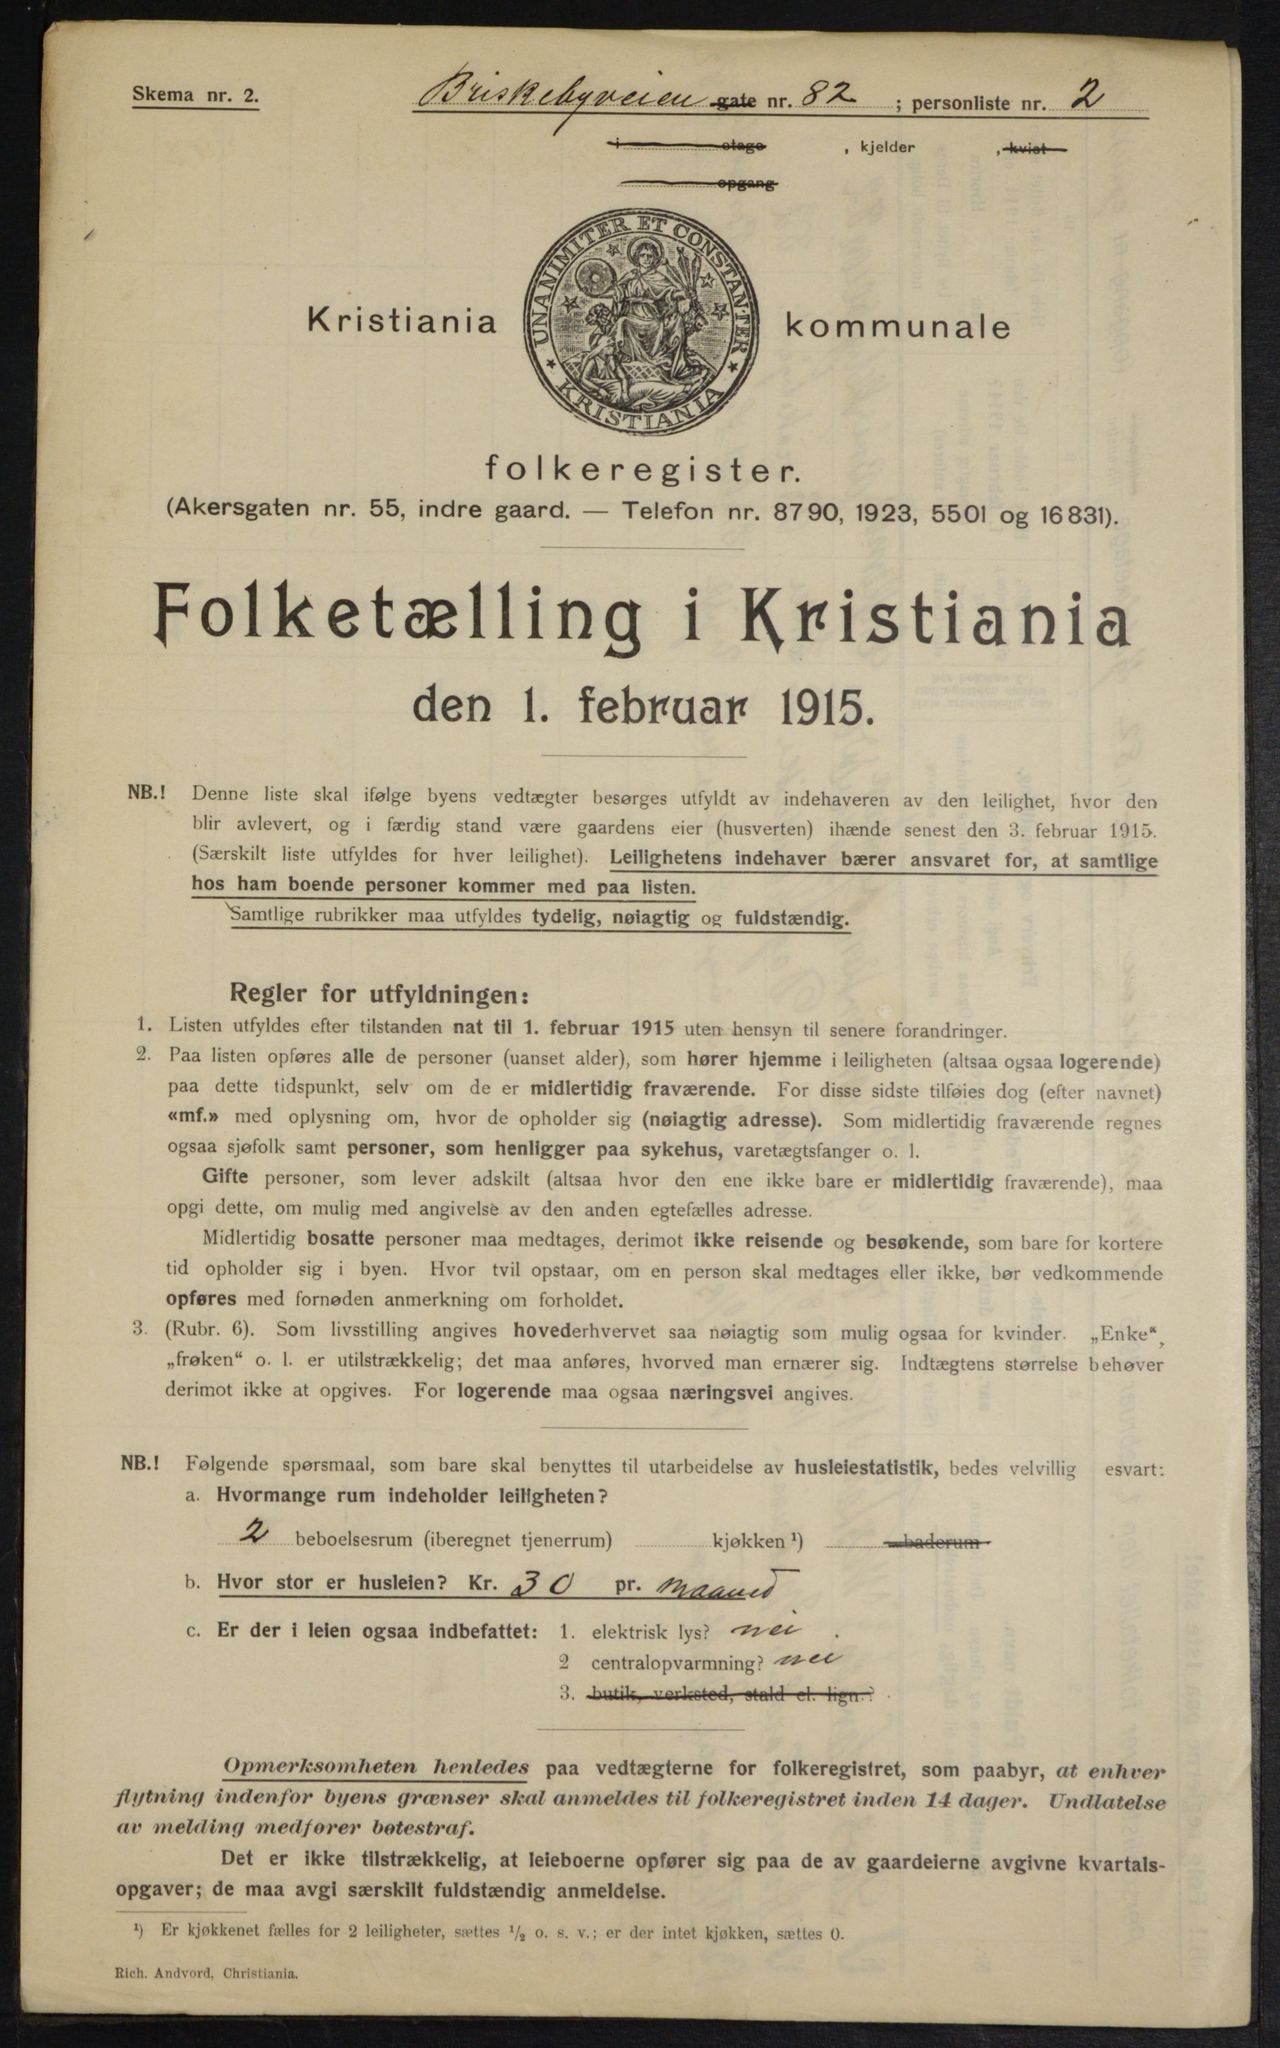 Skema nr. 2.
Briskebyveien gate nr. 82 ; personliste nr. 2
i etage , kjelder , kvist
opgang
UNANIMITER ET CONSTANTER
KRISTIANIA
Kristiania kommunale
folkeregister.
(Akersgaten nr. 55, indre gaard. — Telefon nr. 8790, 1923, 5501 og 16831).
Folketælling i Kristiania
den 1. februar 1915.
NB.! Denne liste skal ifølge byens vedtægter besørges utfyldt av indehaveren av den leilighet, hvor den
blir avlevert, og i færdig stand være gaardens eier (husverten) ihænde senest den 3. februar 1915.
(Særskilt liste utfyldes for hver leilighet). Leilighetens indehaver bærer ansvaret for, at samtlige
hos ham boende personer kommer med paa listen.
Samtlige rubrikker maa utfyldes tydelig, nøiagtig og fuldstændig.
Regler for utfyldningen:
1. Listen utfyldes efter tilstanden nat til 1. februar 1915 uten hensyn til senere forandringer.
2. Paa listen opføres alle de personer (uanset alder), som hører hjemme i leiligheten (altsaa ogsaa logerende)
paa dette tidspunkt, selv om de er midlertidig fraværende. For disse sidste tilføies dog (efter navnet)
«mf.» med oplysning om, hvor de opholder sig (nøiagtig adresse). Som midlertidig fraværende regnes
ogsaa sjøfolk samt personer, som henligger paa sykehus, varetægtsfanger o. l.
Gifte personer, som lever adskilt (altsaa hvor den ene ikke bare er midlertidig fraværende), maa
opgi dette, om mulig med angivelse av den anden egtefælles adresse.
Midlertidig bosatte personer maa medtages, derimot ikke reisende og besøkende, som bare for kortere
tid opholder sig i byen. Hvor tvil opstaar, om en person skal medtages eller ikke, bør vedkommende
opføres med fornøden anmerkning om forholdet.
3. (Rubr. 6). Som livsstilling angives hovederhvervet saa nøiagtig som mulig ogsaa for kvinder. „Enke“,
„frøken“ o. l. er utilstrækkelig; det maa anføres, hvorved man ernærer sig. Indtægtens størrelse behøver
derimot ikke at opgives. For logerende maa ogsaa næringsvei angives.
NB.! Følgende spørsmaal, som bare skal benyttes til utarbeidelse av husleiestatistik, bedes velvillig esvart:
a. Hvormange rum indeholder leiligheten?
2 beboelsesrum (iberegnet tjenerrum) kjøkken ¹) baderum
b. Hvor stor er husleien? Kr. 30 pr. maaned
c. Er der i leien ogsaa indbefattet: 1. elektrisk lys? nei
2 centralopvarmning? nei
3. butik, verksted, stald el. lign.?
Opmerksomheten henledes paa vedtægterne for folkeregistret, som paabyr, at enhver
flytning indenfor byens grænser skal anmeldes til folkeregistret inden 14 dager. Undlatelse
av melding medfører bøtestraf.
Det er ikke tilstrækkelig, at leieboerne opfører sig paa de av gaardeierne avgivne kvartals-
opgaver; de maa avgi særskilt fuldstændig anmeldelse.
¹) Er kjøkkenet fælles for 2 leiligheter, sættes ½ o. s. v.; er der intet kjøkken, sættes 0.
Rich. Andvord, Christiania.